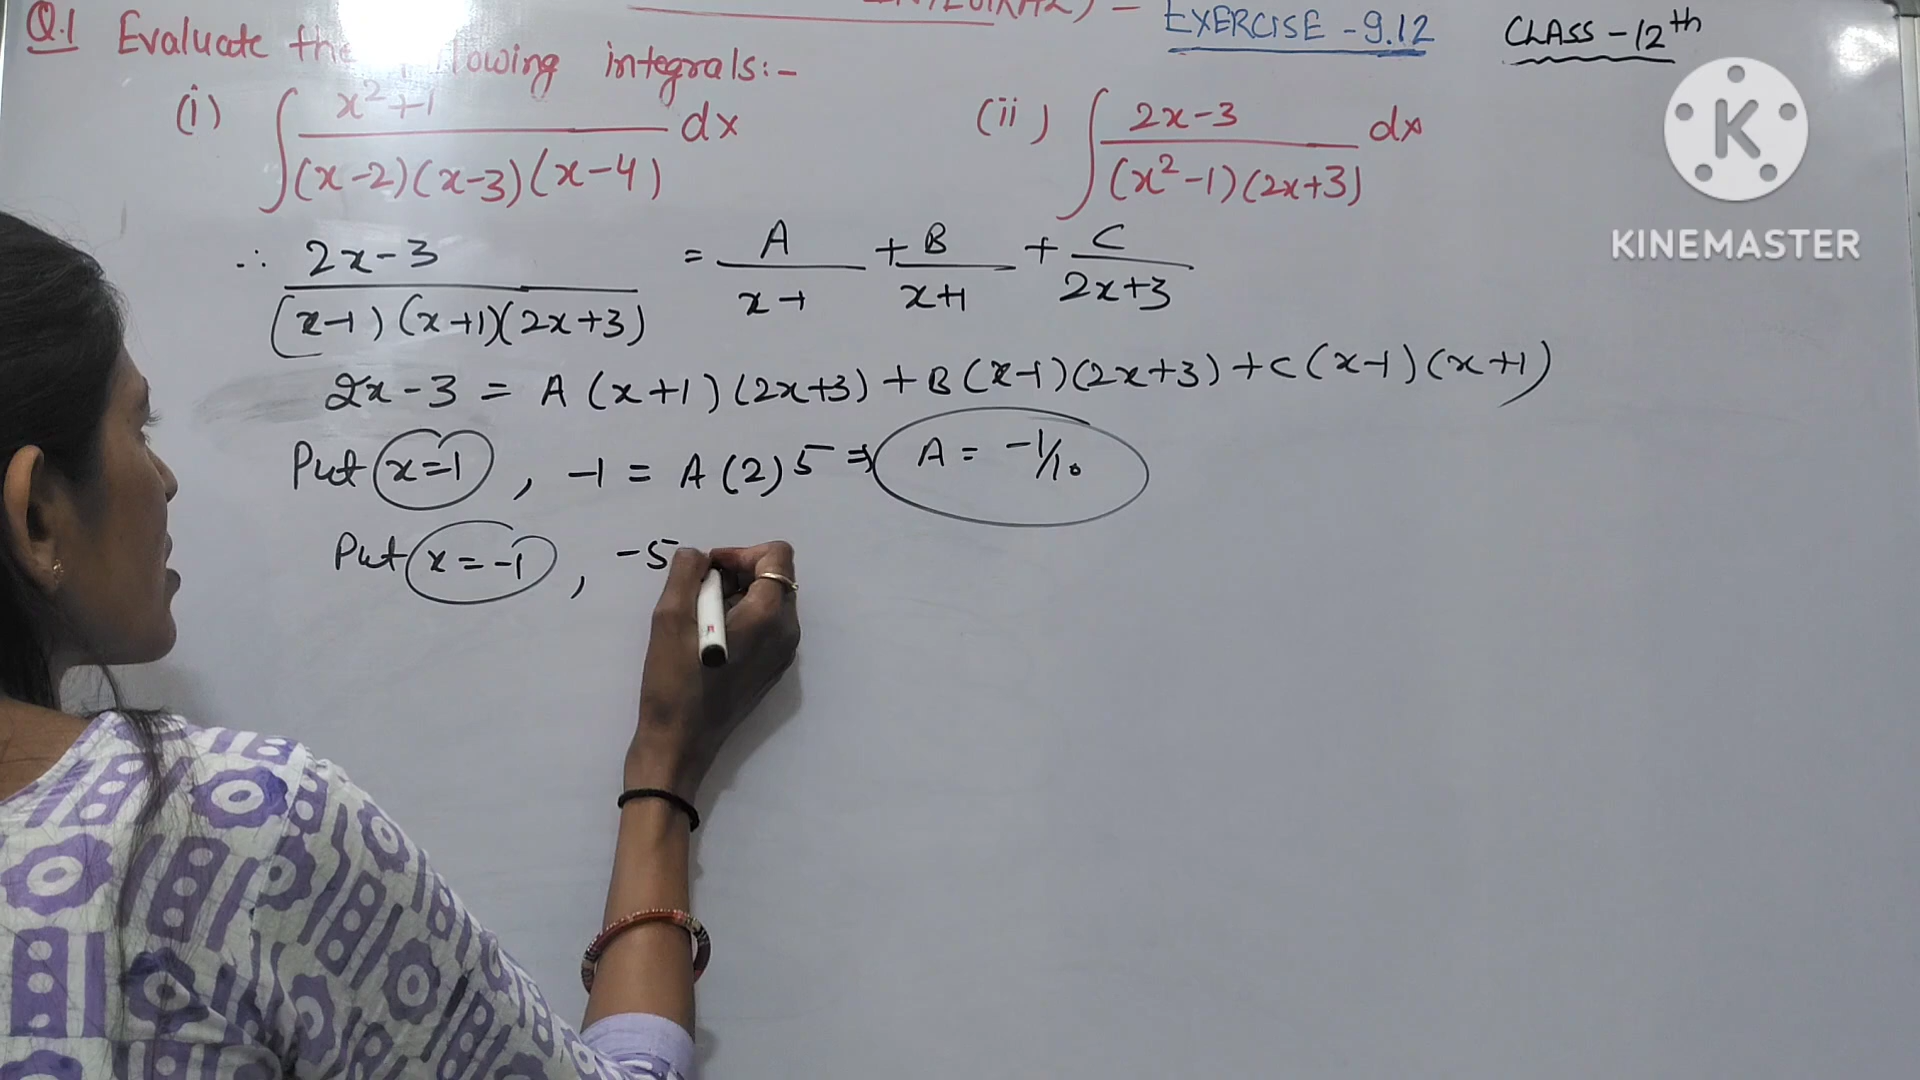 EXERCISE - 9.12
CLASS - 12th
Q.1 Evaluate the lowing integrals:-
(i) ∫ x²+1 / (x-2)(x-3)(x-4) dx
(ii) ∫ 2x-3 / (x²-1)(2x+3) dx
KINEMASTER
∴ 2x-3 / (x-1)(x+1)(2x+3) = A / x-1 + B / x+1 + C / 2x+3
2x-3 = A(x+1)(2x+3) + B(x-1)(2x+3) + C(x-1)(x+1)
Put x=1, -1 = A(2)5 ⇒ A = -1/10
Put x=-1, -5